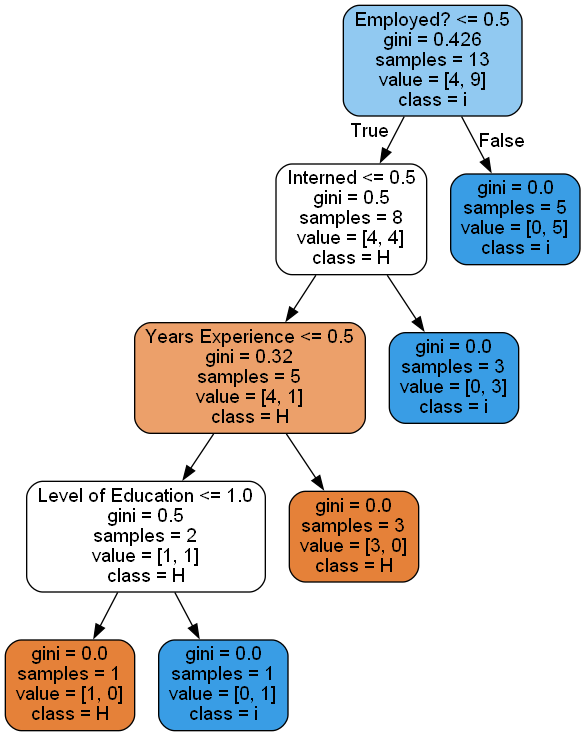 Employed? <= 0.5
gini = 0.426
samples = 13
value = [4, 9]
class = i
True
False
Interned <= 0.5
gini = 0.5
samples = 8
value = [4, 4]
class = H
gini = 0.0
samples = 5
value = [0, 5]
class = i
Years Experience <= 0.5
gini = 0.32
samples = 5
value = [4, 1]
class = H
gini = 0.0
samples = 3
value = [0, 3]
class = i
Level of Education <= 1.0
gini = 0.5
samples = 2
value = [1, 1]
class = H
gini = 0.0
samples = 3
value = [3, 0]
class = H
gini = 0.0
samples = 1
value = [1, 0]
class = H
gini = 0.0
samples = 1
value = [0, 1]
class = i